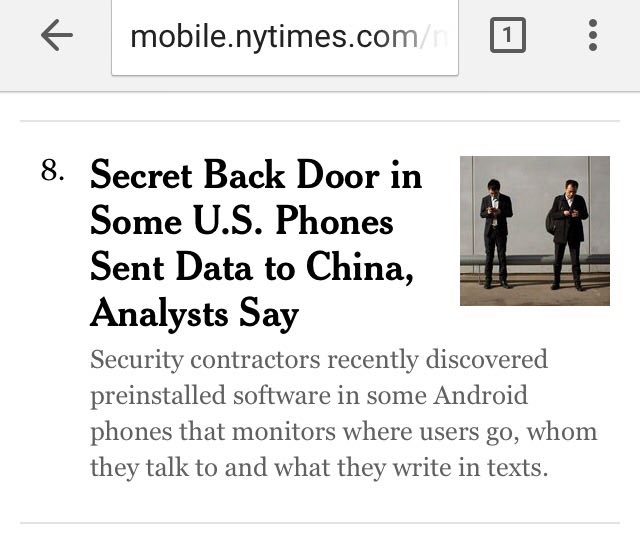 mobile.nytimes.com/n
1
8.
Secret Back Door in
Some U.S. Phones
Sent Data to China,
Analysts Say
Security contractors recently discovered
preinstalled software in some Android
phones that monitors where users go, whom
they talk to and what they write in texts.